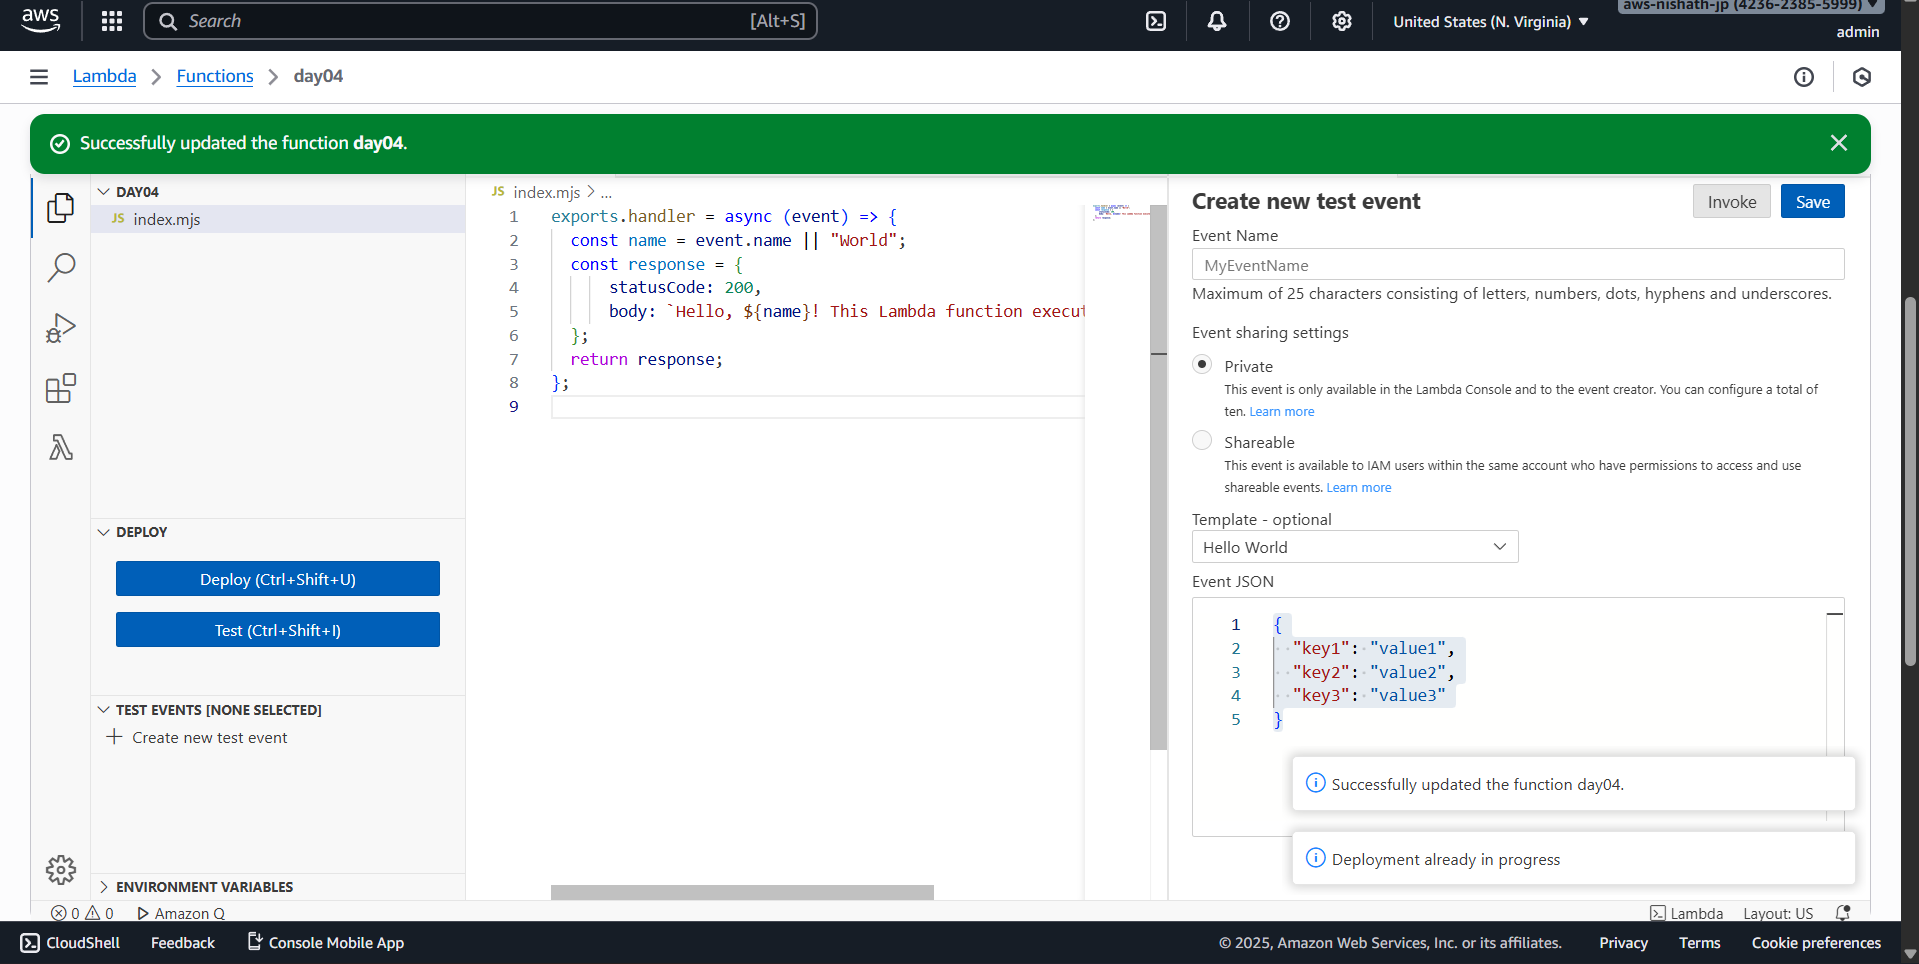 aws
Search
[Alt+S]
United States (N. Virginia) ▼
aws-nishath-jp (4236-2385-5999) ▼
admin
Lambda > Functions > day04
Successfully updated the function day04.
DAY04
JS index.mjs
DEPLOY
Deploy (Ctrl+Shift+U)
Test (Ctrl+Shift+I)
TEST EVENTS [NONE SELECTED]
+ Create new test event
ENVIRONMENT VARIABLES
JS index.mjs > ...
1 exports.handler = async (event) => {
2 const name = event.name || "World";
3 const response = {
4 statusCode: 200,
5 body: `Hello, ${name}! This Lambda function execut
6 };
7 return response;
8 };
9
Create new test event
Invoke
Save
Event Name
MyEventName
Maximum of 25 characters consisting of letters, numbers, dots, hyphens and underscores.
Event sharing settings
Private
This event is only available in the Lambda Console and to the event creator. You can configure a total of
ten. Learn more
Shareable
This event is available to IAM users within the same account who have permissions to access and use
shareable events. Learn more
Template - optional
Hello World
Event JSON
1 {
2 "key1": "value1",
3 "key2": "value2",
4 "key3": "value3"
5 }
Successfully updated the function day04.
Deployment already in progress
0 0 Amazon Q
Lambda Layout: US
CloudShell Feedback Console Mobile App
© 2025, Amazon Web Services, Inc. or its affiliates. Privacy Terms Cookie preferences